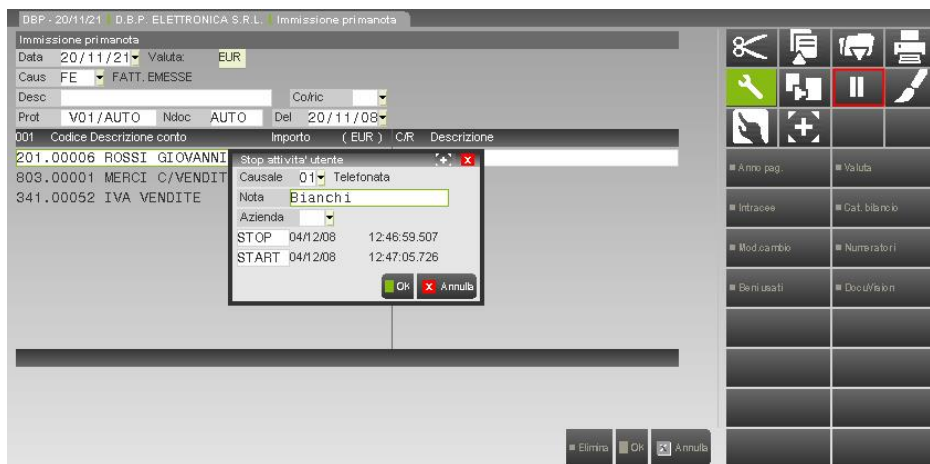 DBP - 20/11/21 D.B.P. ELETTRONICA S.R.L. Immissione primanota
Immissione primanota
Data 20/11/21 Valuta: EUR
Caus FE FATT. EMESSE
Desc Co/ric
Prot V01/AUTO Ndoc AUTO Del 20/11/08
001 Codice Descrizione conto Importo ( EUR ) C/R Descrizione
201.00006 ROSSI GIOVANNI
803.00001 MERCI C/VENDIT
341.00052 IVA VENDITE
Stop attivita' utente
Causale 01 Telefonata
Nota Bianchi
Azienda
STOP 04/12/08 12:46:59.507
START 04/12/08 12:47:05.726
OK Annulla
Anno pag. Valuta
Intracee Cat. bilancio
Mod.cambio Numeratori
Beni usati DocuVision
Elimina Ok Annulla